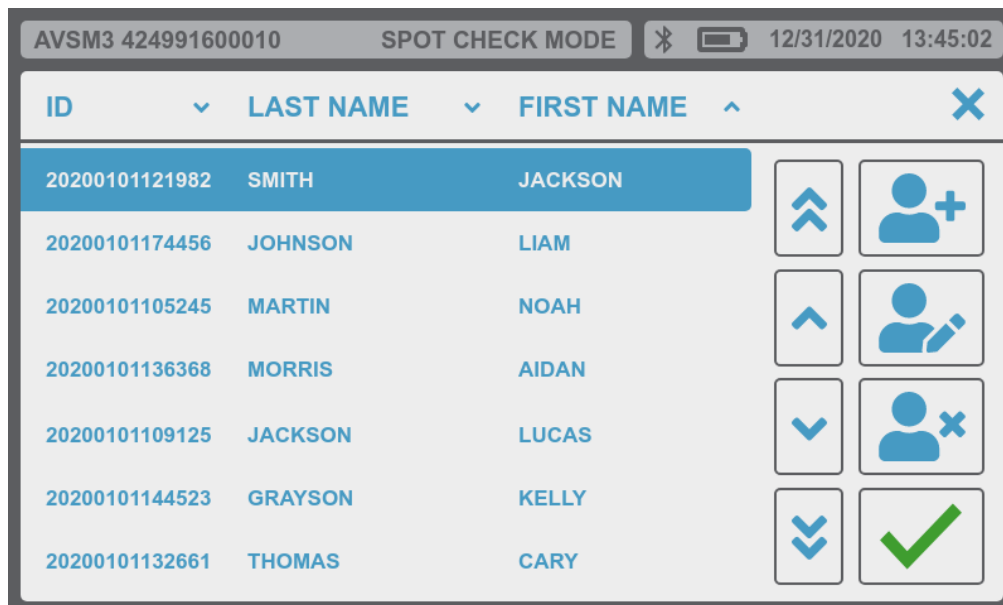 AVSM3 424991600010 SPOT CHECK MODE 12/31/2020 13:45:02
ID LAST NAME FIRST NAME
20200101121982 SMITH JACKSON
20200101174456 JOHNSON LIAM
20200101105245 MARTIN NOAH
20200101136368 MORRIS AIDAN
20200101109125 JACKSON LUCAS
20200101144523 GRAYSON KELLY
20200101132661 THOMAS CARY